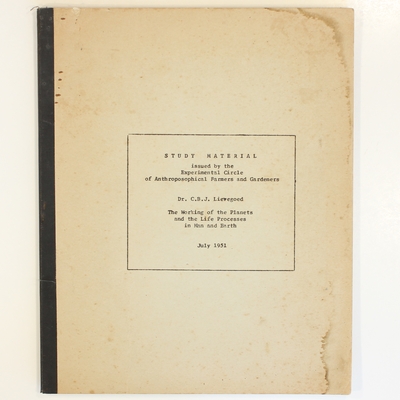 STUDY MATERIAL
issued by the
Experimental Circle
of Anthroposophical Farmers and Gardeners
Dr. C.B.J. Lievegoed
The Working of the Planets
and the Life Processes
in Man and Earth
July 1951